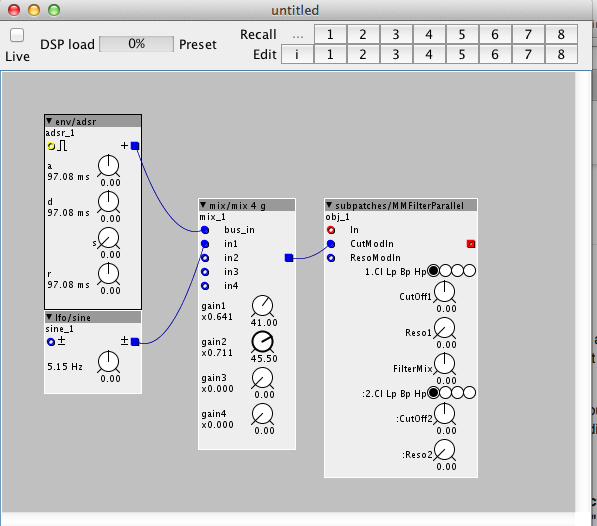 untitled
Live
DSP load 0% Preset
Recall ... 1 2 3 4 5 6 7 8
Edit i 1 2 3 4 5 6 7 8
▼ env/adsr
adsr_1
+
a
97.08 ms 0.00
d
97.08 ms 0.00
s
0.00
r
97.08 ms 0.00
▼ lfo/sine
sine_1
± ±
5.15 Hz 0.00
▼ mix/mix 4 g
mix_1
bus_in
in1
in2
in3
in4
gain1
x0.641 41.00
gain2
x0.711 45.50
gain3
x0.000 0.00
gain4
x0.000 0.00
▼ subpatches/MMFilterParallel
obj_1
In
CutModIn
ResoModIn
1.Cl Lp Bp Hp
CutOff1
0.00
Reso1
0.00
FilterMix
0.00
:2.Cl Lp Bp Hp
:CutOff2
0.00
:Reso2
0.00